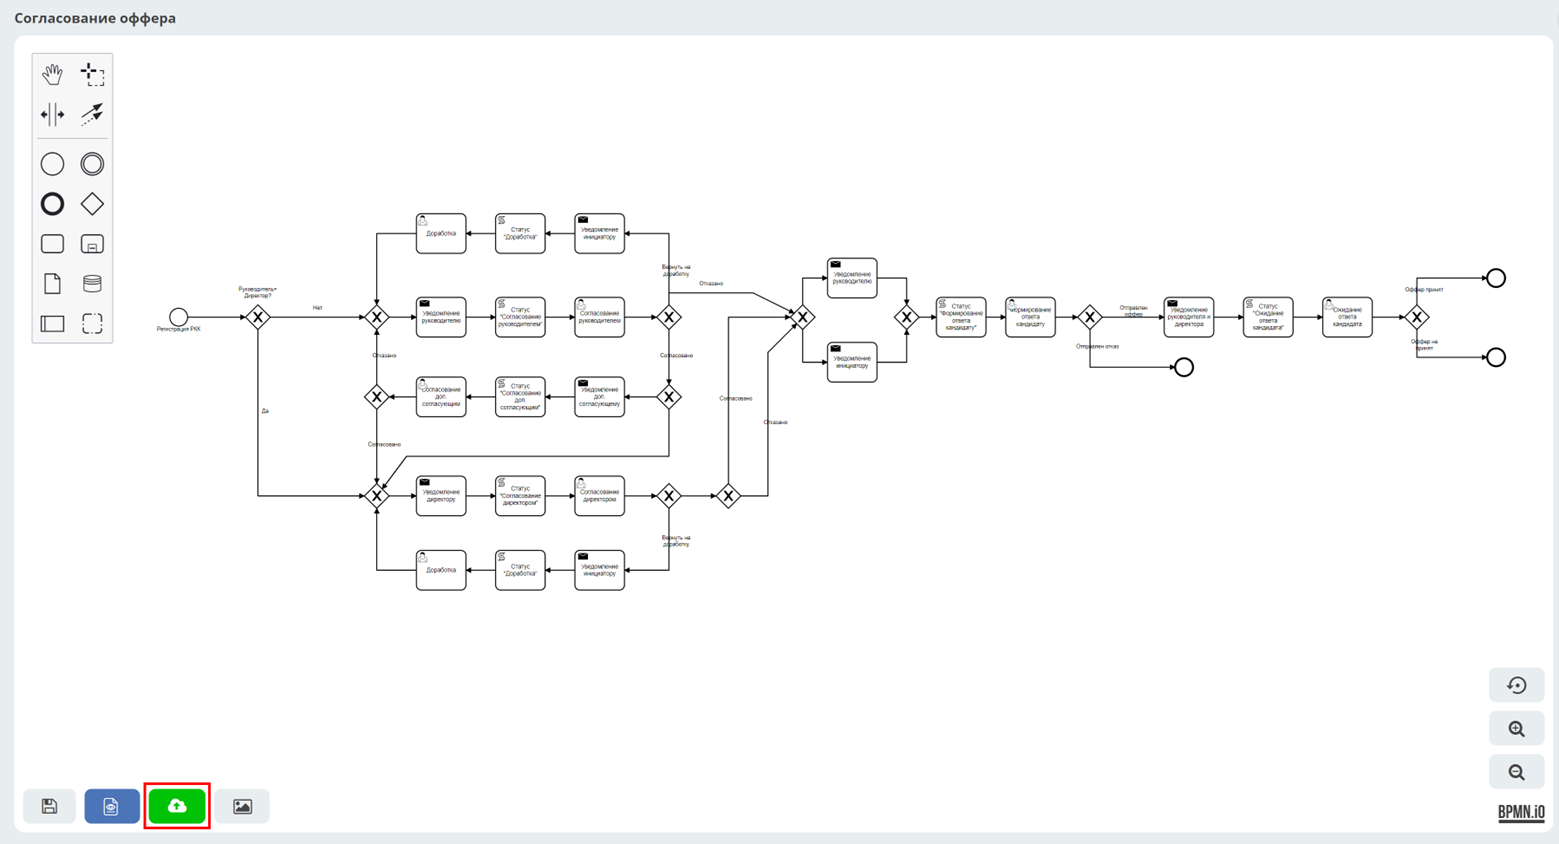 Согласование оффера
Доработка
Статус
"Доработка"
Уведомление
инициатору
Вернуть на
доработку
Отказано
Уведомление
руководителю
Руководитель=
Директор?
Нет
Регистрация РКК
Уведомление
руководителю
Статус
"Согласование
руководителем"
Согласование
руководителем
Статус
"Формирование
ответа
кандидату"
Формирование
ответа
кандидату
Отправлен
оффер
Уведомление
руководителя и
директора
Статус
"Ожидание
ответа
кандидата"
"Ожидание
ответа
кандидата
Оффер принят
Оффер не
принят
Отправлен отказ
Уведомление
инициатору
Отказано
Согласовано
Согласование
доп.
согласующим
Статус
"Согласование
доп.
согласующим"
Уведомление
доп.
согласующему
Согласовано
Отказано
Да
Согласовано
Уведомление
директору
Статус
"Согласование
директором"
Согласование
директором
Вернуть на
доработку
Доработка
Статус
"Доработка"
Уведомление
инициатору
BPMN.iO